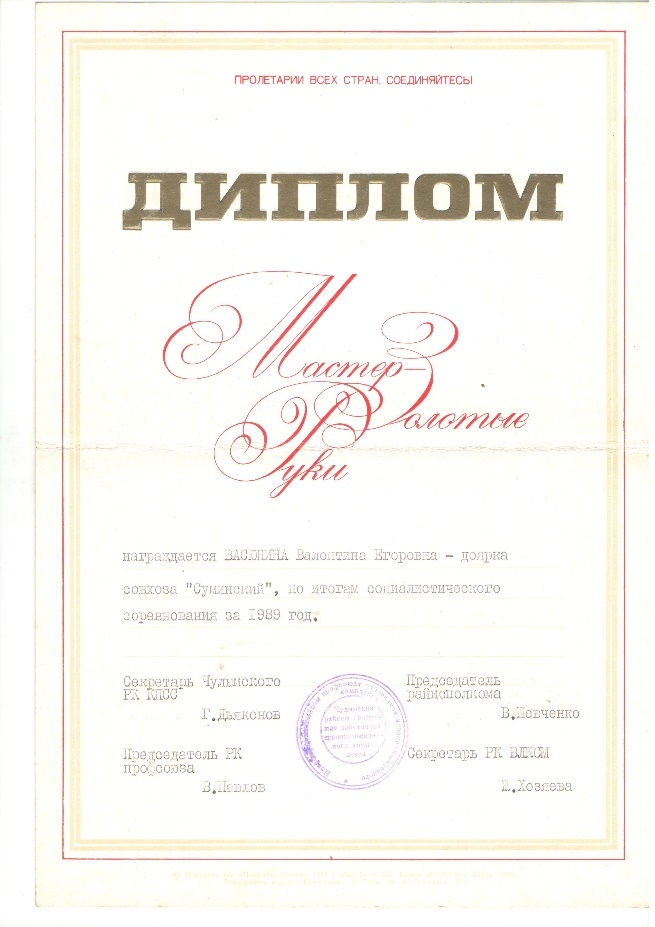 ПРОЛЕТАРИИ ВСЕХ СТРАН, СОЕДИНЯЙТЕСЬ!
ДИПЛОМ
Мастер-
Золотые
Руки
награждается ВАСЮНИНА Валентина Егоровна - доярка
совхоза "Суминский", по итогам социалистического
соревнования за 1989 год.
Секретарь Чулымского
РК КПСС
Г.Дьяконов
Председатель
райисполкома
В.Шевченко
Председатель РК
профсоюза
В.Павлов
Секретарь РК ВЛКСМ
И.Хозяева